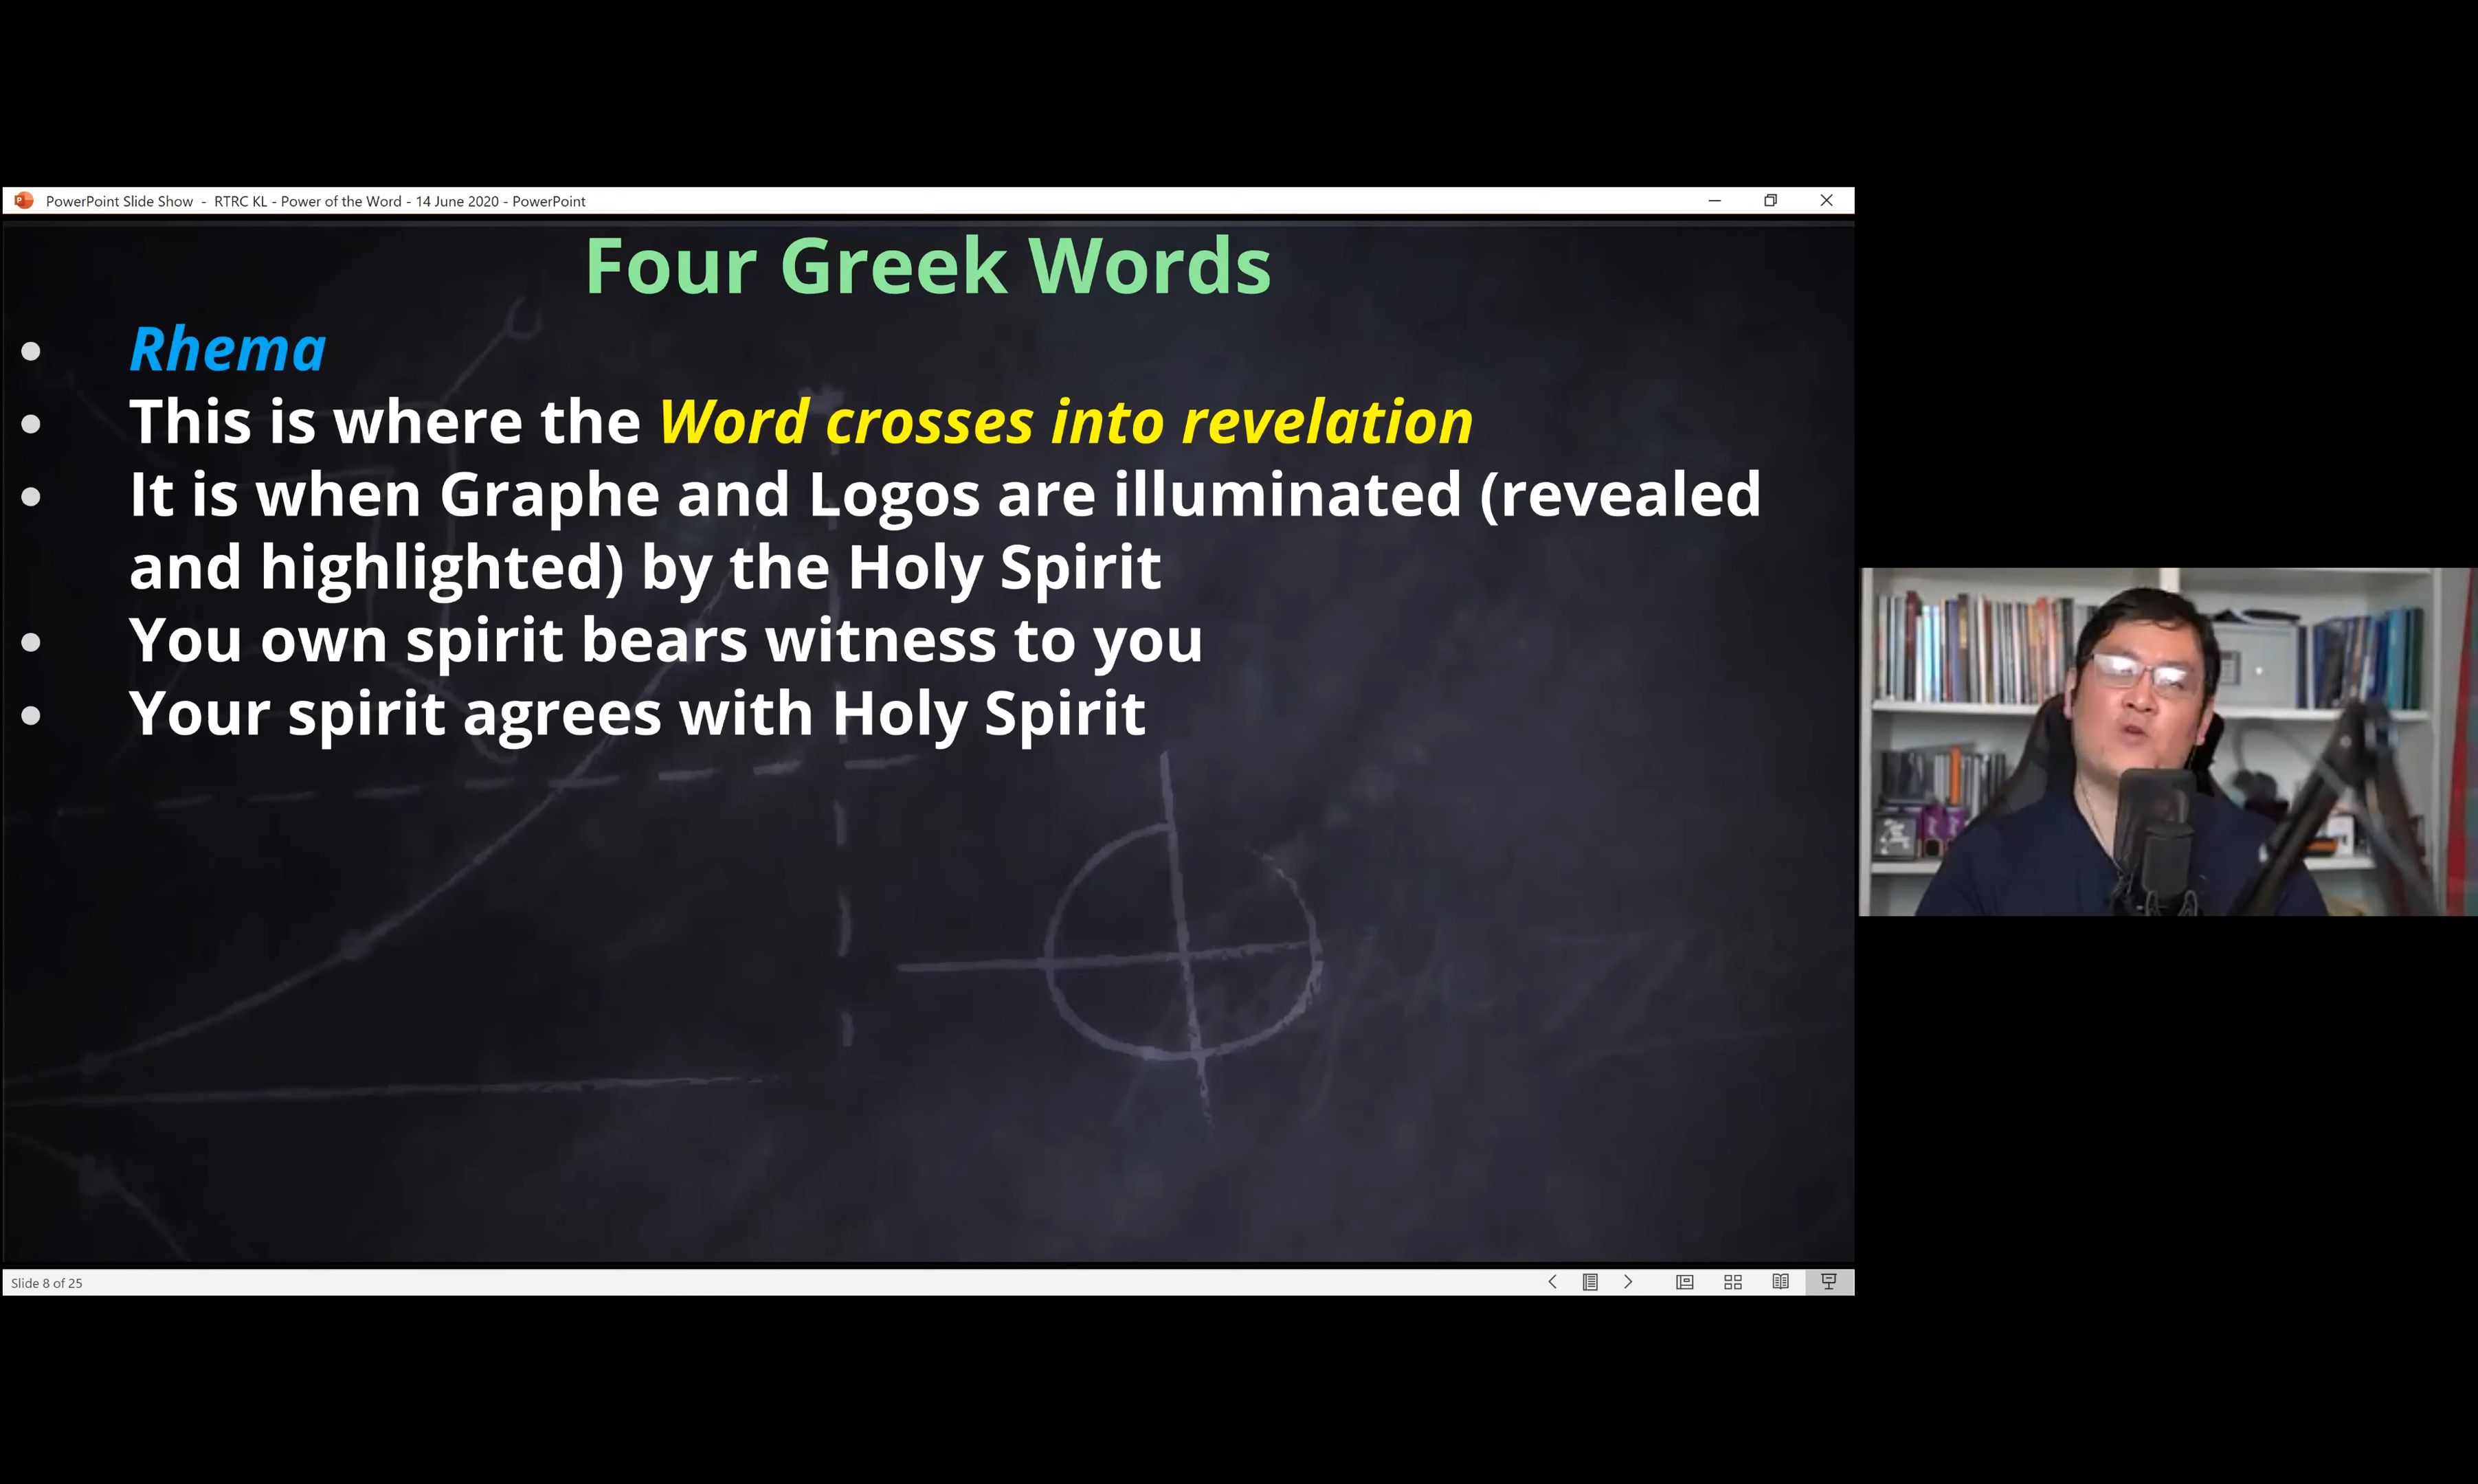 PowerPoint Slide Show - RTRC KL - Power of the Word - 14 June 2020 - PowerPoint
Four Greek Words
Rhema
This is where the Word crosses into revelation
It is when Graphe and Logos are illuminated (revealed
and highlighted) by the Holy Spirit
You own spirit bears witness to you
Your spirit agrees with Holy Spirit
Slide 8 of 25